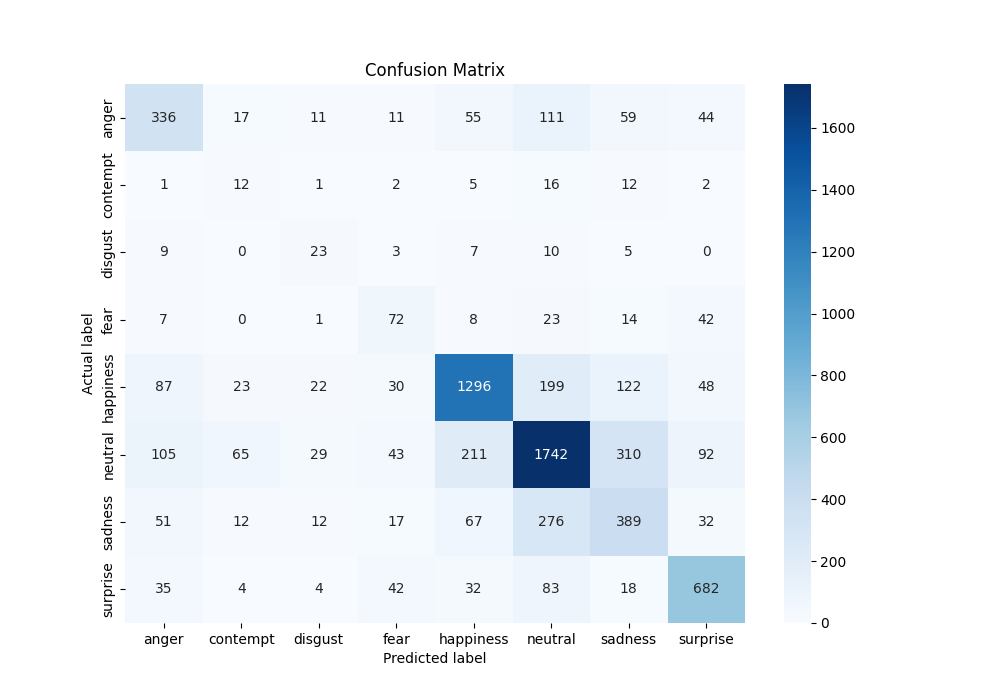 Confusion Matrix
anger 336 17 11 11 55 111 59 44
contempt 1 12 1 2 5 16 12 2
disgust 9 0 23 3 7 10 5 0
fear 7 0 1 72 8 23 14 42
happiness 87 23 22 30 1296 199 122 48
neutral 105 65 29 43 211 1742 310 92
sadness 51 12 12 17 67 276 389 32
surprise 35 4 4 42 32 83 18 682
anger contempt disgust fear happiness neutral sadness surprise
Predicted label
Actual label
1600
1400
1200
1000
800
600
400
200
0